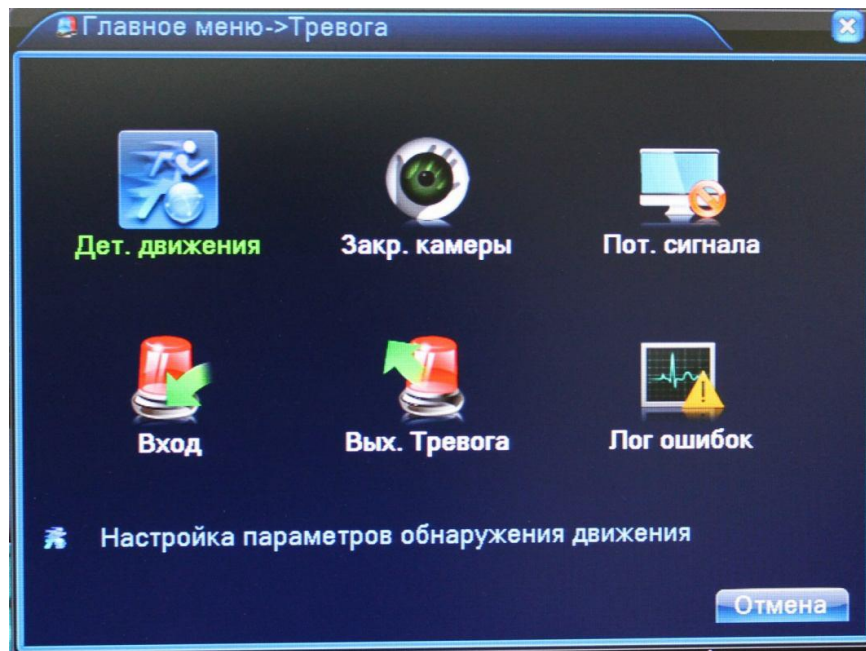 Главное меню->Тревога
Дет. движения
Закр. камеры
Пот. сигнала
Вход
Вых. Тревога
Лог ошибок
Настройка параметров обнаружения движения
Отмена